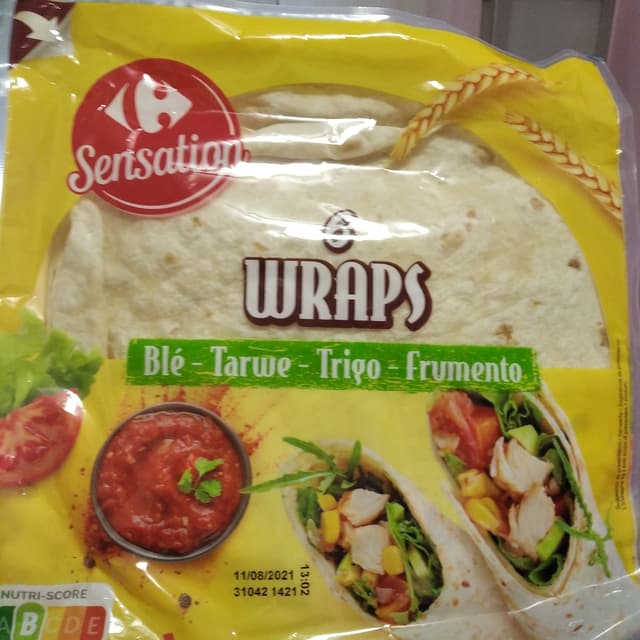 Sensation
6
WRAPS
Blé - Tarwe - Trigo - Frumento
11/08/2021 13:02
31042 1421
NUTRI-SCORE
A B C D E